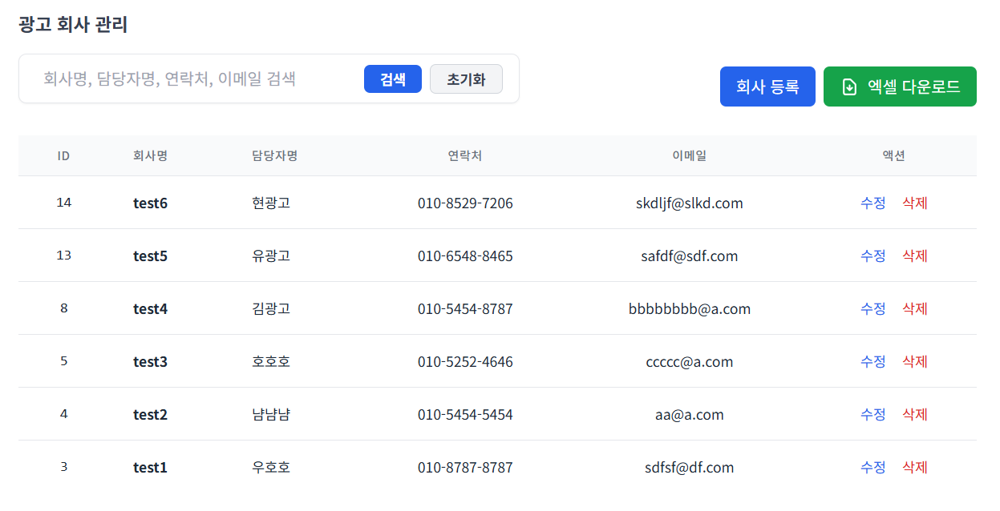 광고 회사 관리
회사명, 담당자명, 연락처, 이메일 검색 검색 초기화 회사 등록 엑셀 다운로드
ID 회사명 담당자명 연락처 이메일 액션
14 test6 현광고 010-8529-7206 skdljf@slkd.com 수정 삭제
13 test5 유광고 010-6548-8465 safdf@sdf.com 수정 삭제
8 test4 김광고 010-5454-8787 bbbbbbbb@a.com 수정 삭제
5 test3 호호호 010-5252-4646 ccccc@a.com 수정 삭제
4 test2 냠냠냠 010-5454-5454 aa@a.com 수정 삭제
3 test1 우호호 010-8787-8787 sdfsf@df.com 수정 삭제